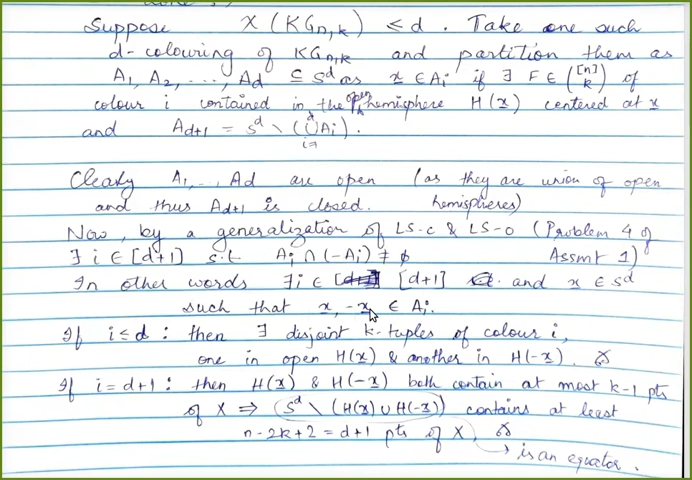 Suppose χ(KG_{n,k}) ≤ d. Take one such
d-colouring of KG_{n,k} and partition them as
A_1, A_2, ..., A_d ⊆ S^d as x ∈ A_i if ∃ F ∈ ([n] k) of
colour i contained in the open hemisphere H(x) centered at x
and A_{d+1} = S^d \ (⋃_{i=1}^{d} A_i).
Clearly A_1, .., A_d are open (as they are union of open
and thus A_{d+1} is closed. hemispheres)
Now, by a generalization of LS-c & LS-o (Problem 4 of
∃ i ∈ [d+1] s.t. A_i ∩ (-A_i) ≠ ϕ Assmt 1)
In other words ∃ i ∈ [d+1] and x ∈ S^d
such that x, -x ∈ A_i.
If i ≤ d : then ∃ disjoint k-tuples of colour i,
one in open H(x) & another in H(-x).
If i = d+1 : then H(x) & H(-x) both contain at most k-1 pts
of X ⇒ S^d \ (H(x) ∪ H(-x)) contains at least
n-2k+2 = d+1 pts of X,
is an equator.